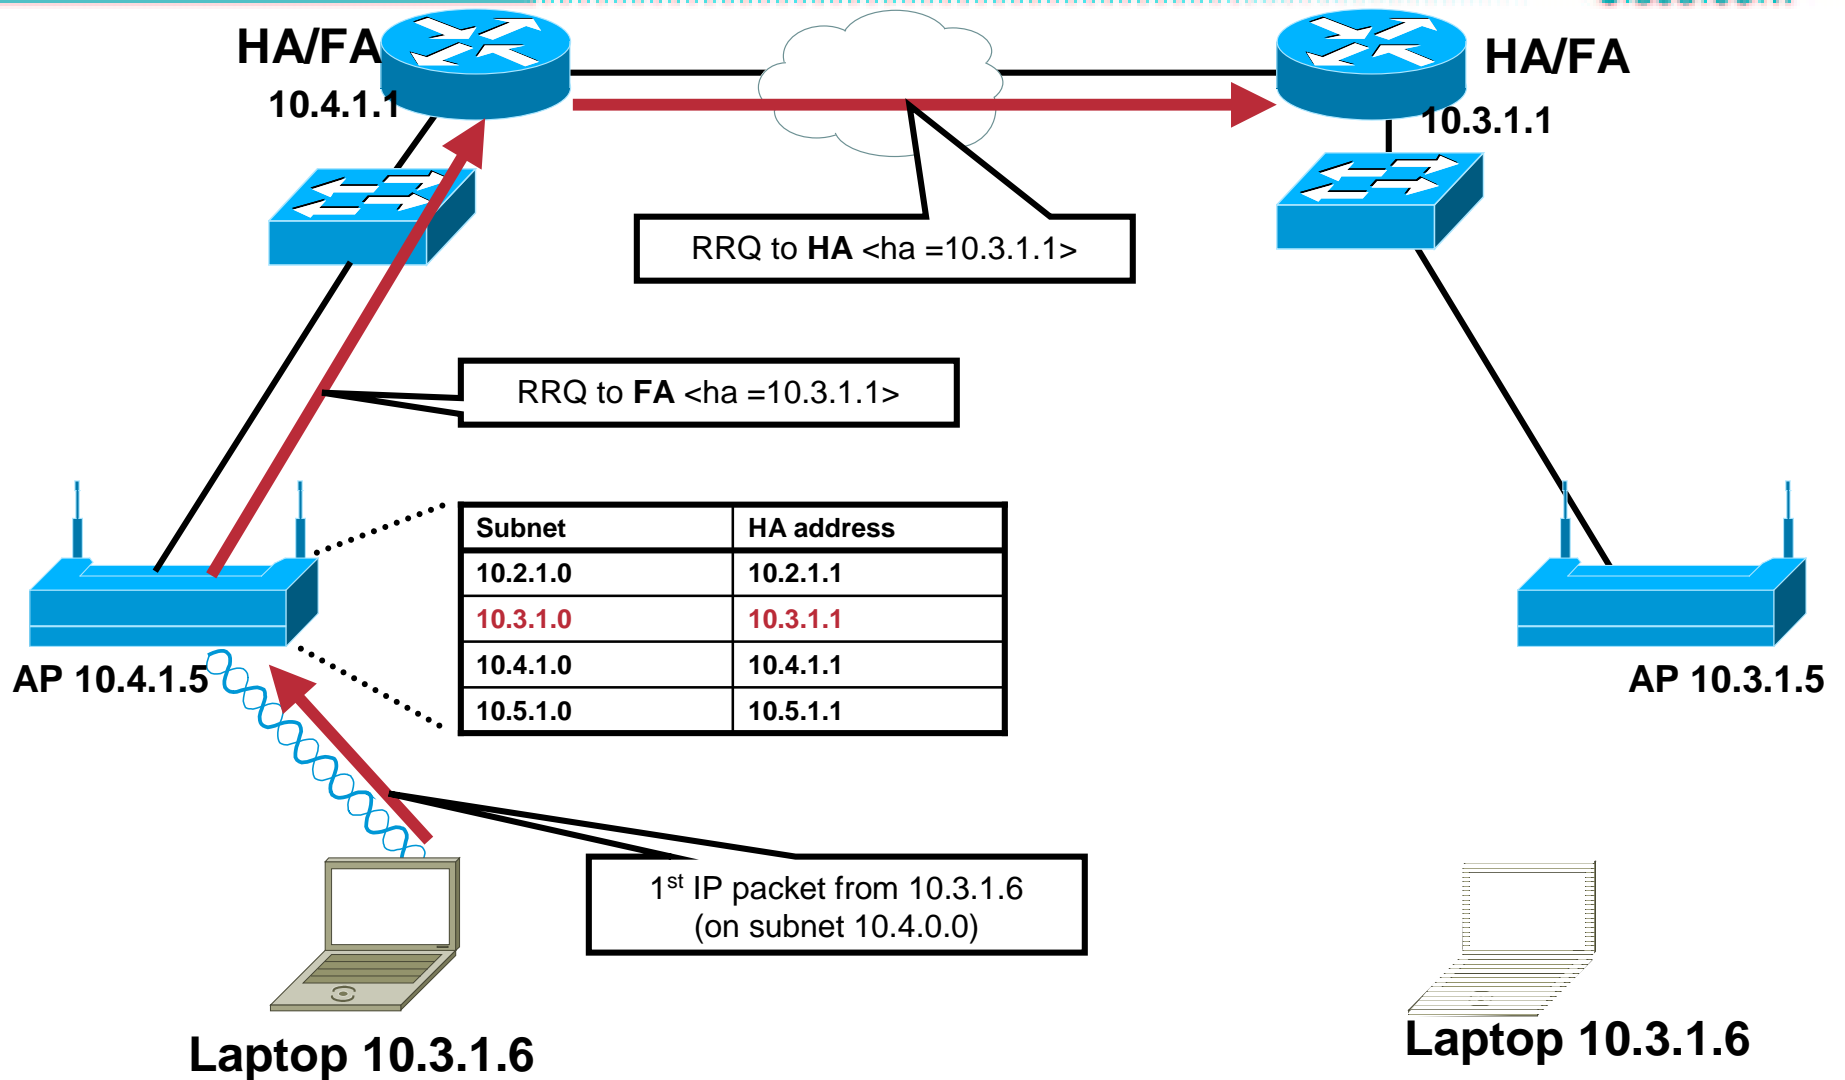 HA/FA
10.4.1.1
HA/FA
10.3.1.1
RRQ to HA <ha =10.3.1.1>
RRQ to FA <ha =10.3.1.1>
Subnet HA address
10.2.1.0 10.2.1.1
10.3.1.0 10.3.1.1
10.4.1.0 10.4.1.1
10.5.1.0 10.5.1.1
AP 10.4.1.5
AP 10.3.1.5
1st IP packet from 10.3.1.6
(on subnet 10.4.0.0)
Laptop 10.3.1.6
Laptop 10.3.1.6